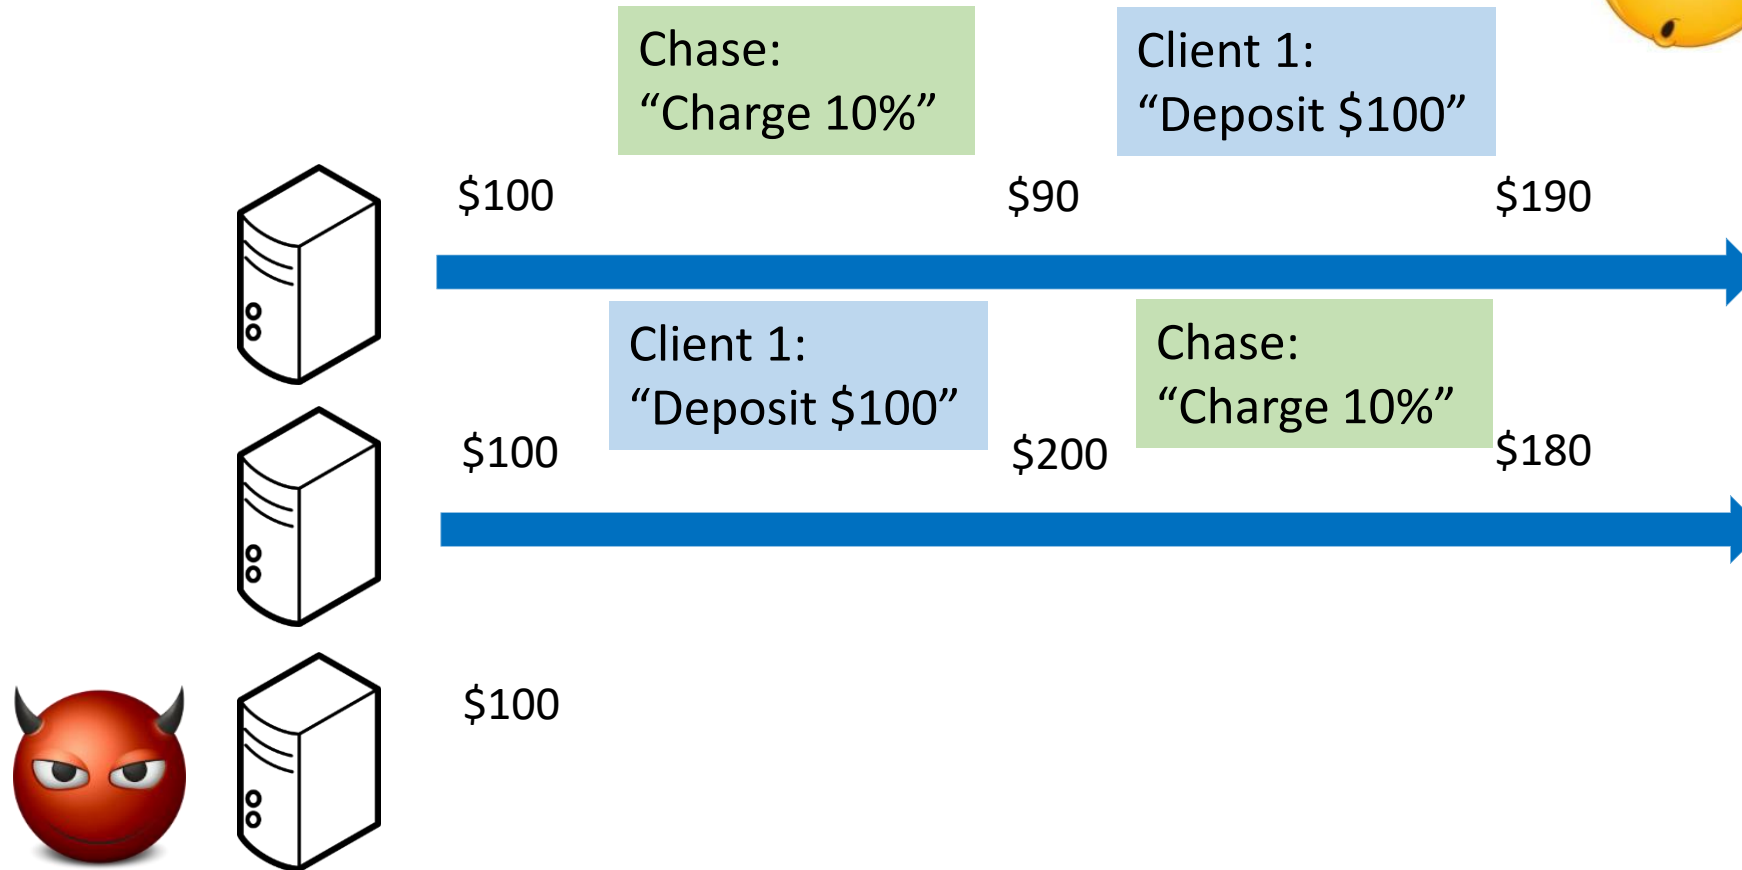 Chase:
“Charge 10%”
Client 1:
“Deposit $100”
$100
$90
$190
Client 1:
“Deposit $100”
Chase:
“Charge 10%”
$100
$200
$180
$100